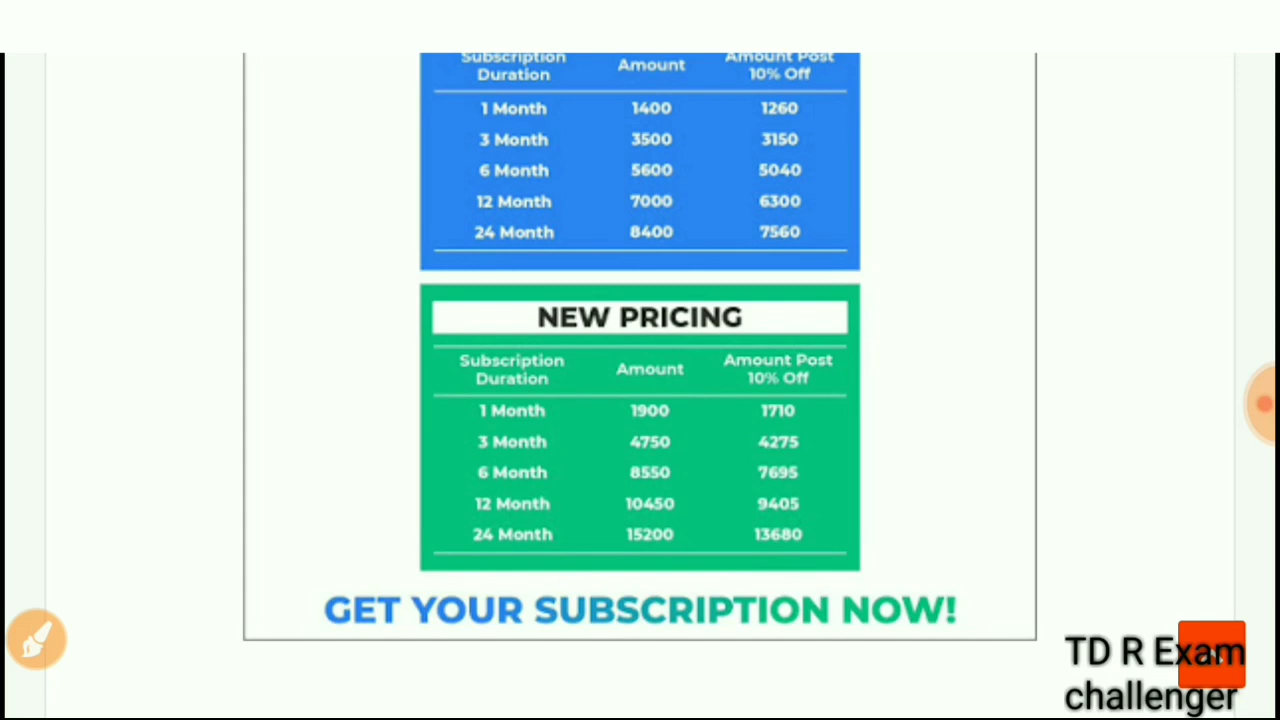 Subscription Duration Amount Amount Post 10% Off
1 Month 1400 1260
3 Month 3500 3150
6 Month 5600 5040
12 Month 7000 6300
24 Month 8400 7560
NEW PRICING
Subscription Duration Amount Amount Post 10% Off
1 Month 1900 1710
3 Month 4750 4275
6 Month 8550 7695
12 Month 10450 9405
24 Month 15200 13680
GET YOUR SUBSCRIPTION NOW!
TD R Exam
challenger